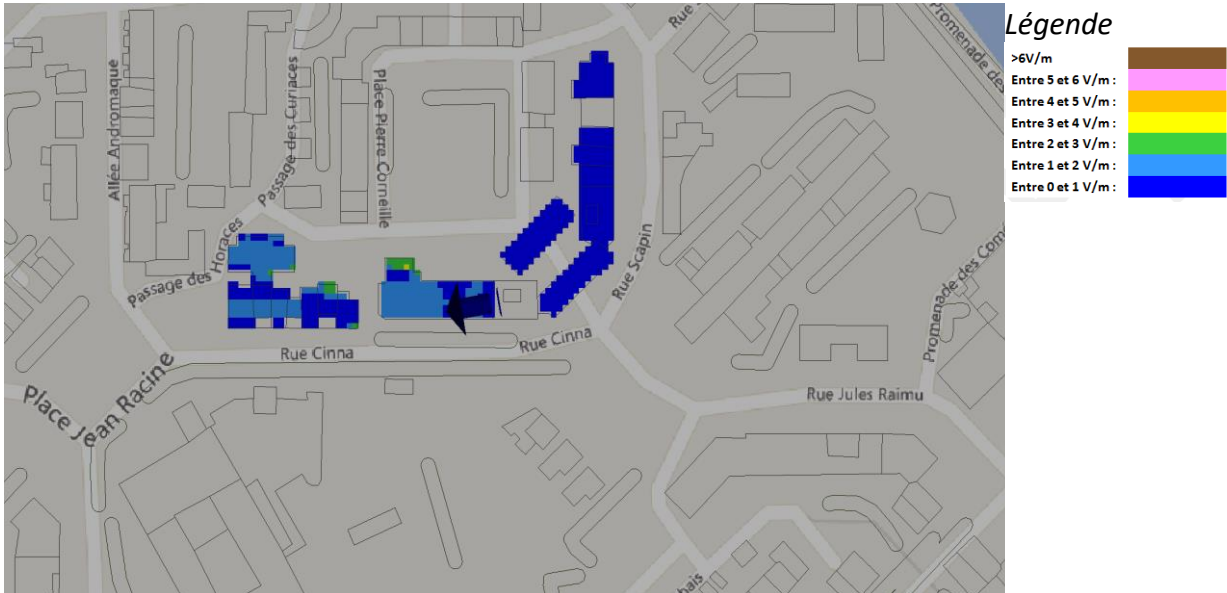 Légende
>6V/m
Entre 5 et 6 V/m :
Entre 4 et 5 V/m :
Entre 3 et 4 V/m :
Entre 2 et 3 V/m :
Entre 1 et 2 V/m :
Entre 0 et 1 V/m :
Allée Andromaque
Passage des Curiaces
Place Pierre Corneille
Rue
Promenade des
Passage des Horaces
Rue Scapin
Promenade des Comé
Rue Cinna
Rue Cinna
Place Jean Racine
Rue Jules Raimu
bais